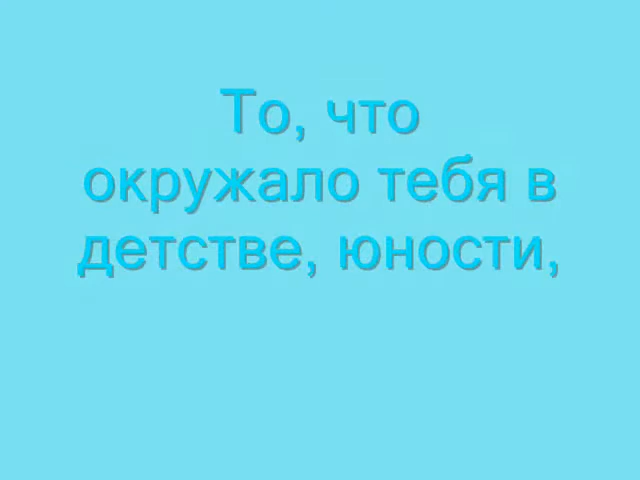 То, что
окружало тебя в
детстве, юности,